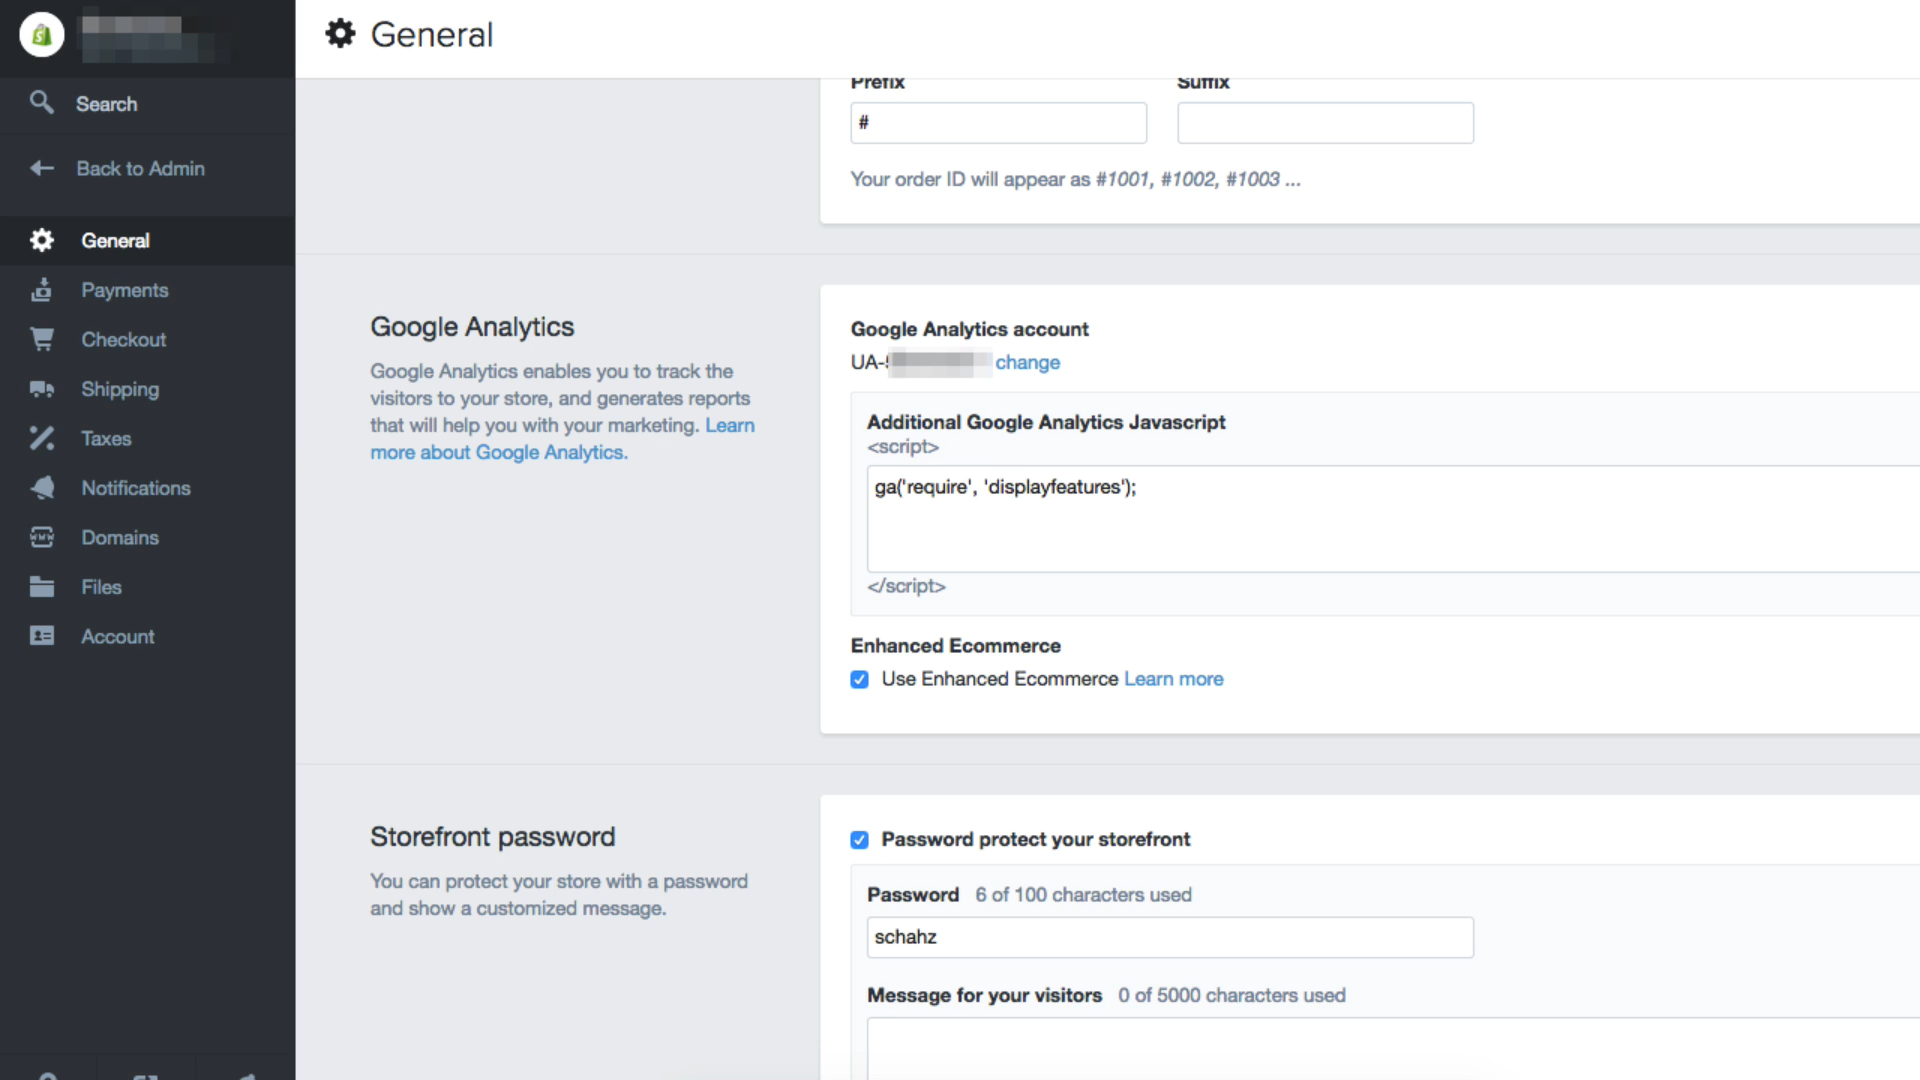 General
Search
Back to Admin
General
Payments
Checkout
Shipping
Taxes
Notifications
Domains
Files
Account
Prefix
Suffix
#
Your order ID will appear as #1001, #1002, #1003 ...
Google Analytics
Google Analytics enables you to track the
visitors to your store, and generates reports
that will help you with your marketing. Learn
more about Google Analytics.
Google Analytics account
UA- change
Additional Google Analytics Javascript
<script>
ga('require', 'displayfeatures');
</script>
Enhanced Ecommerce
Use Enhanced Ecommerce Learn more
Storefront password
You can protect your store with a password
and show a customized message.
Password protect your storefront
Password 6 of 100 characters used
schahz
Message for your visitors 0 of 5000 characters used